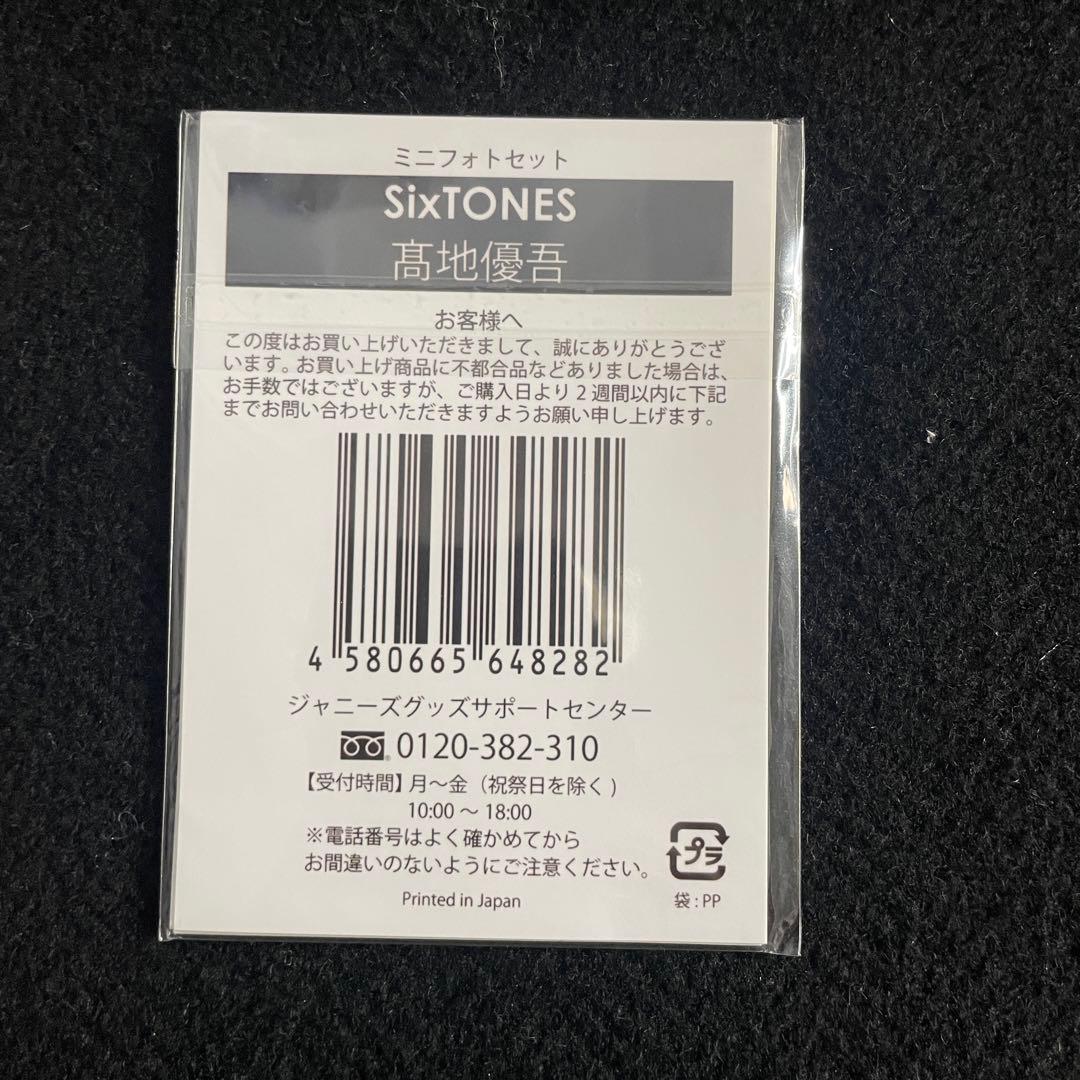 ミニフォトセット
SixTONES
髙地優吾
お客様へ
この度はお買い上げいただきまして、誠にありがとうござ
います。お買い上げ商品に不都合品などありました場合は、
お手数ではございますが、ご購入日より2週間以内に下記
までお問い合わせいただきますようお願い申し上げます。
4 580665 648282
ジャニーズグッズサポートセンター
0120-382-310
【受付時間】月〜金（祝祭日を除く)
10:00 〜 18:00
※電話番号はよく確かめてから
お間違いのないようにご注意ください。
プラ
Printed in Japan
袋 : PP